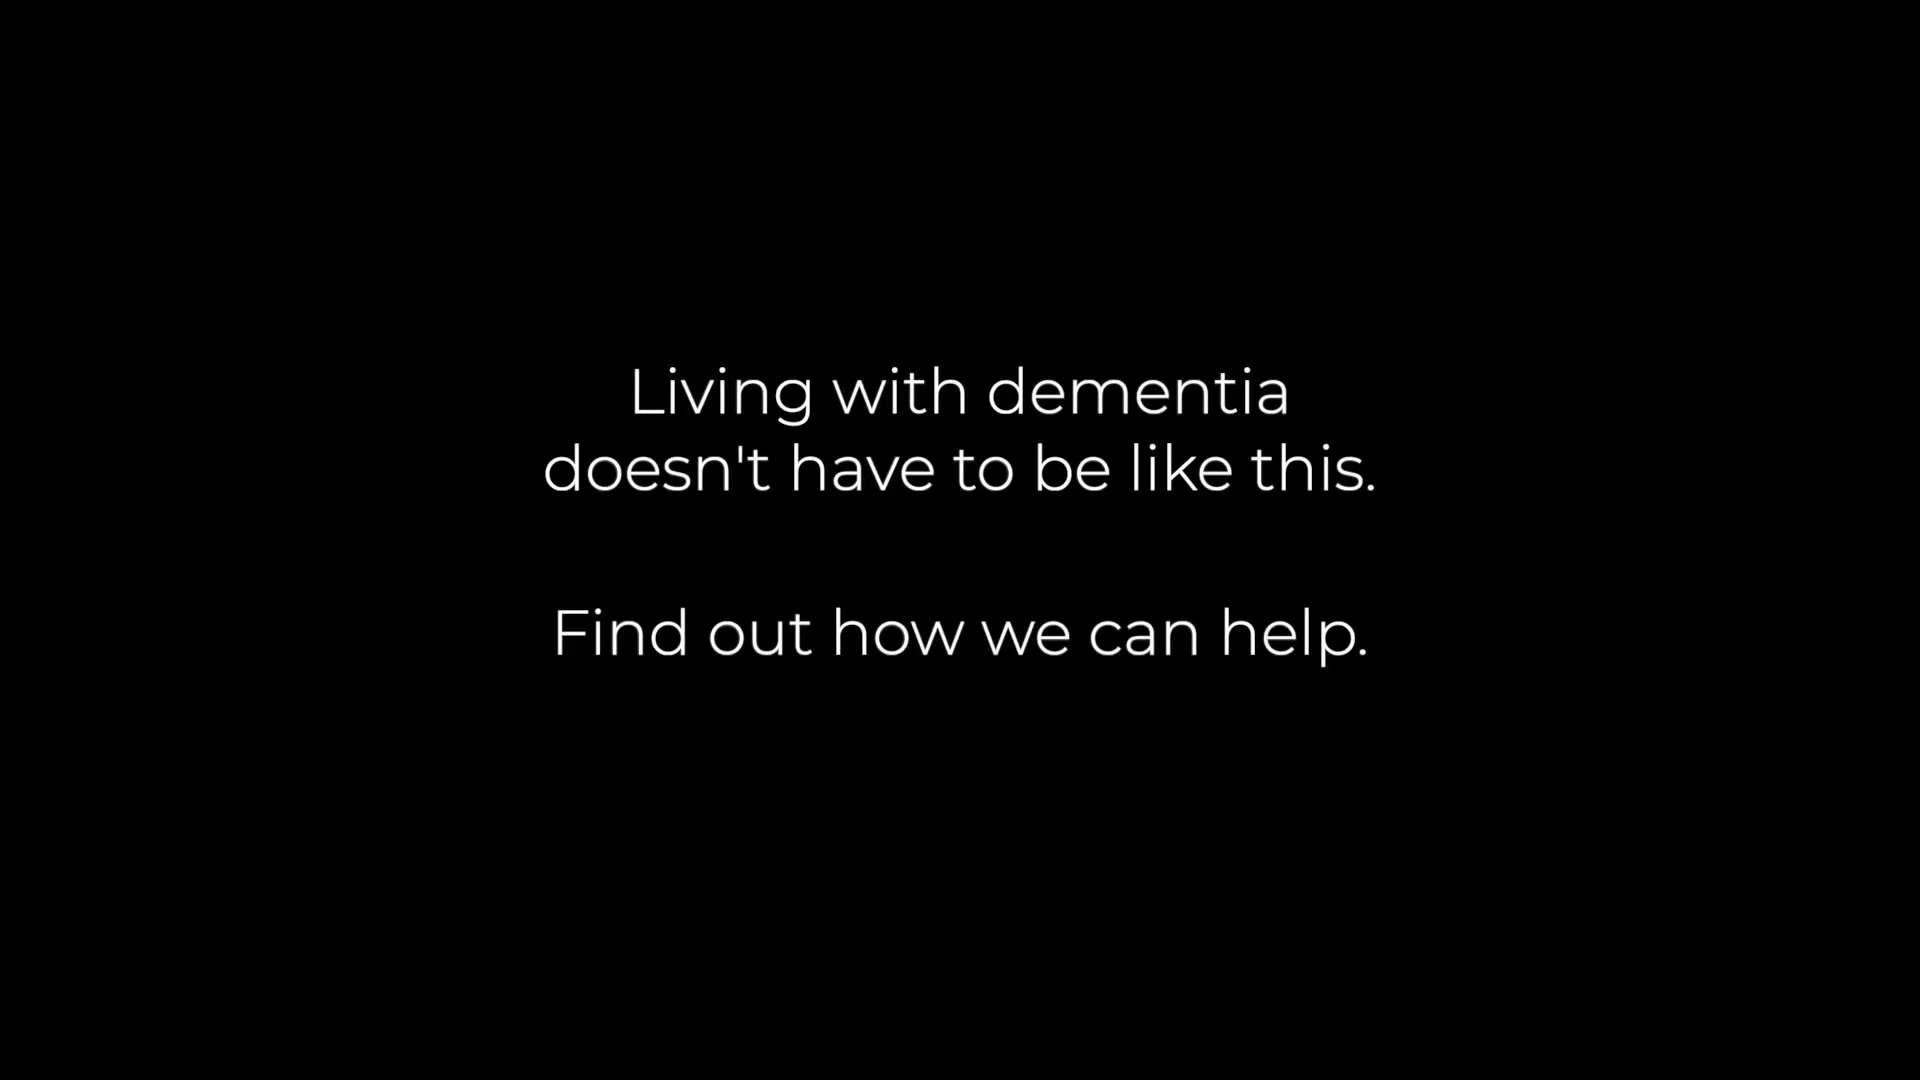 Living with dementia
doesn't have to be like this.
Find out how we can help.